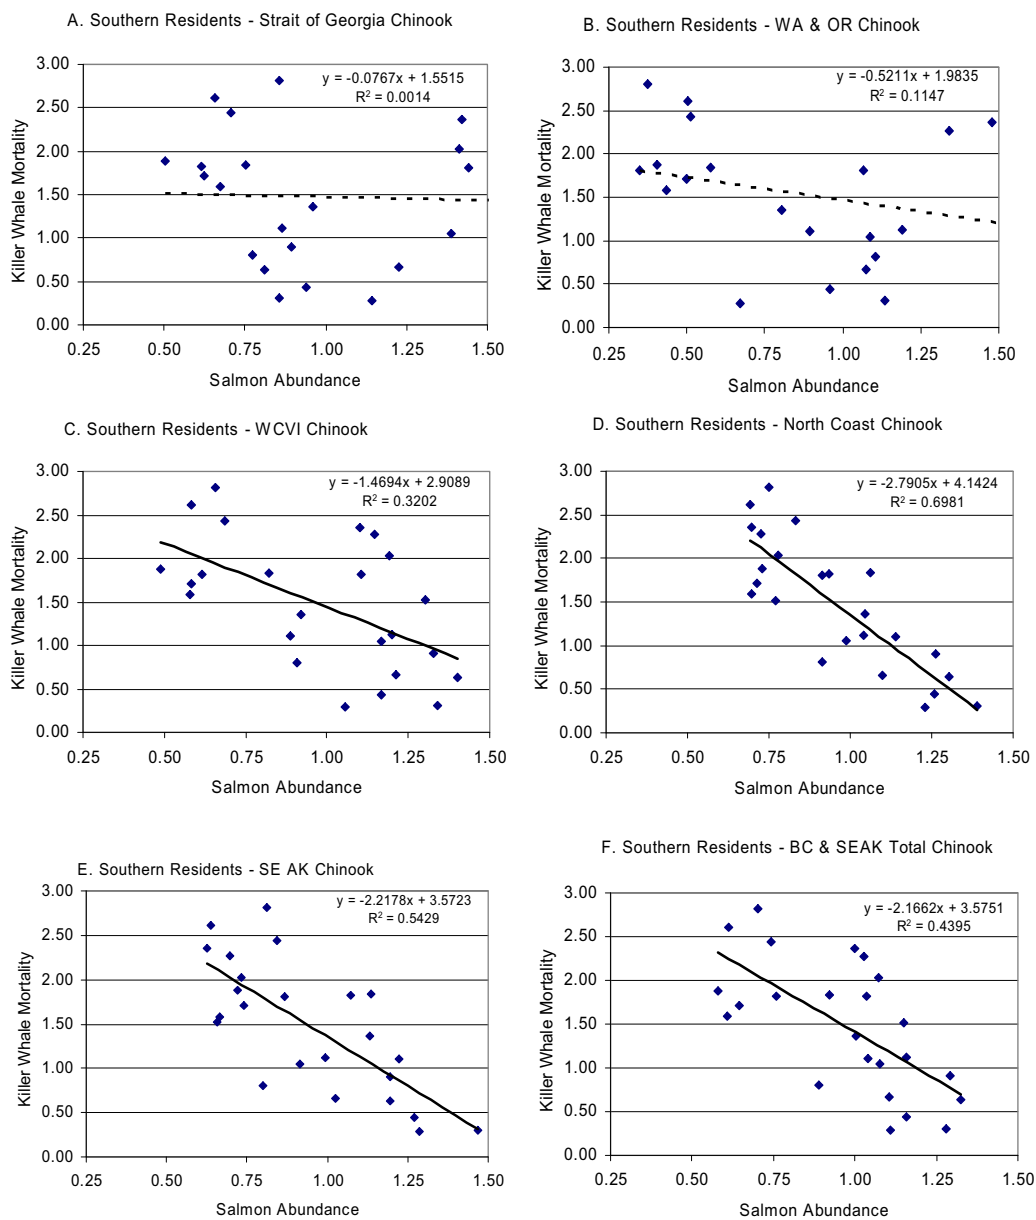 A. Southern Residents - Strait of Georgia Chinook
y = -0.0767x + 1.5515
R² = 0.0014
Killer Whale Mortality
3.00
2.50
2.00
1.50
1.00
0.50
0.00
0.25 0.50 0.75 1.00 1.25 1.50
Salmon Abundance
B. Southern Residents - WA & OR Chinook
y = -0.5211x + 1.9835
R² = 0.1147
Killer Whale Mortality
3.00
2.50
2.00
1.50
1.00
0.50
0.00
0.25 0.50 0.75 1.00 1.25 1.50
Salmon Abundance
C. Southern Residents - WCVI Chinook
y = -1.4694x + 2.9089
R² = 0.3202
Killer Whale Mortality
3.00
2.50
2.00
1.50
1.00
0.50
0.00
0.25 0.50 0.75 1.00 1.25 1.50
Salmon Abundance
D. Southern Residents - North Coast Chinook
y = -2.7905x + 4.1424
R² = 0.6981
Killer Whale Mortality
3.00
2.50
2.00
1.50
1.00
0.50
0.00
0.25 0.50 0.75 1.00 1.25 1.50
Salmon Abundance
E. Southern Residents - SE AK Chinook
y = -2.2178x + 3.5723
R² = 0.5429
Killer Whale Mortality
3.00
2.50
2.00
1.50
1.00
0.50
0.00
0.25 0.50 0.75 1.00 1.25 1.50
Salmon Abundance
F. Southern Residents - BC & SEAK Total Chinook
y = -2.1662x + 3.5751
R² = 0.4395
Killer Whale Mortality
3.00
2.50
2.00
1.50
1.00
0.50
0.00
0.25 0.50 0.75 1.00 1.25 1.50
Salmon Abundance